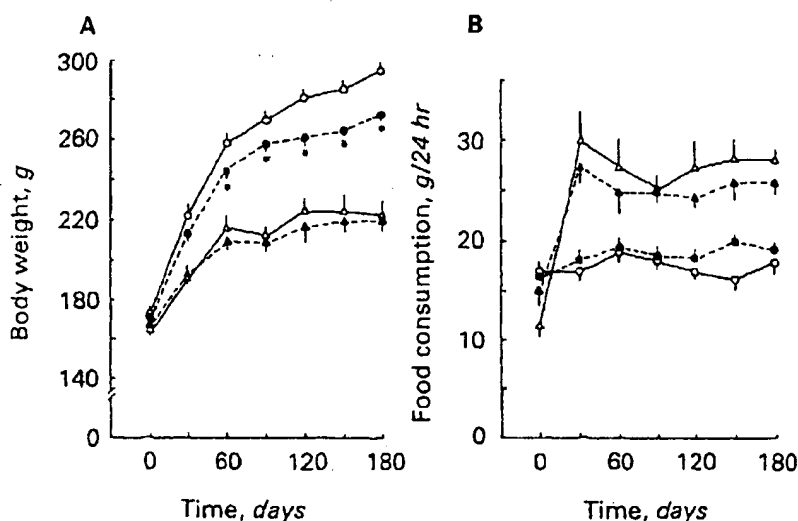 A
300
260
220
180
140
0
Body weight, g
0 60 120 180
Time, days
B
30
20
10
0
Food consumption, g/24 hr
0 60 120 180
Time, days